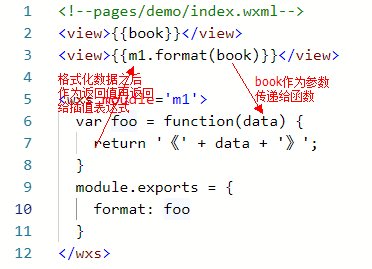 1 <!--pages/demo/index.wxml-->
2 <view>{{book}}</view>
3 <view>{{m1.format(book)}}</view>
4
格式化数据之后
作为返回值再返回
给插值表达式
book作为参数
传递给函数
5 <wxs moudle='m1'>
6 var foo = function(data) {
7 return '《' + data + '》';
8 }
9 module.exports = {
10 format: foo
11 }
12 </wxs>